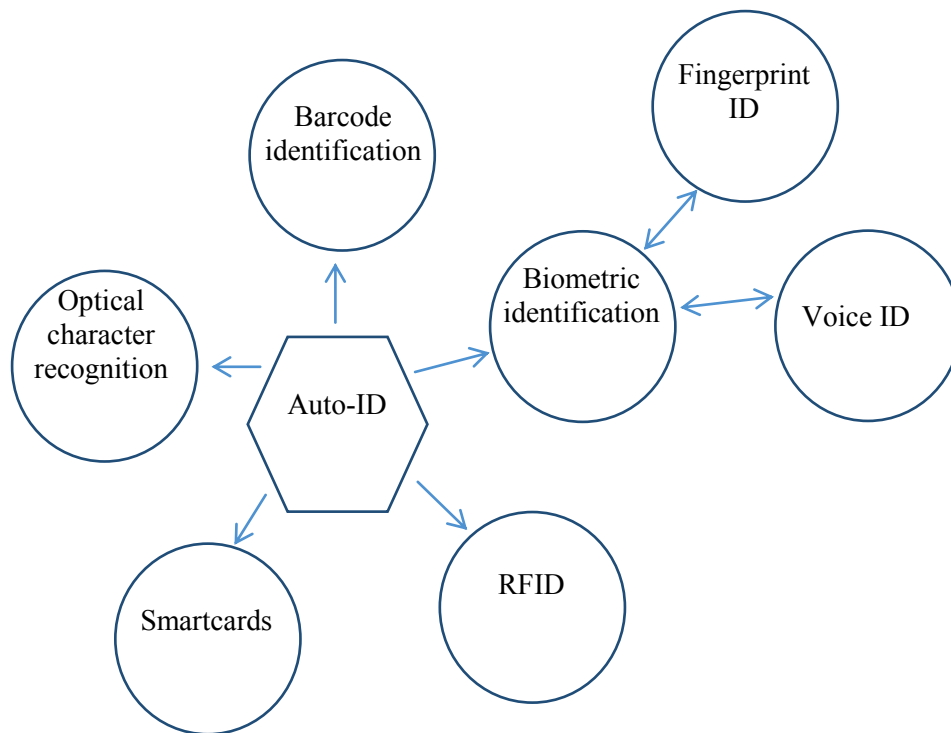 Fingerprint
ID
Barcode
identification
Biometric
identification
Voice ID
Optical
character
recognition
Auto-ID
RFID
Smartcards